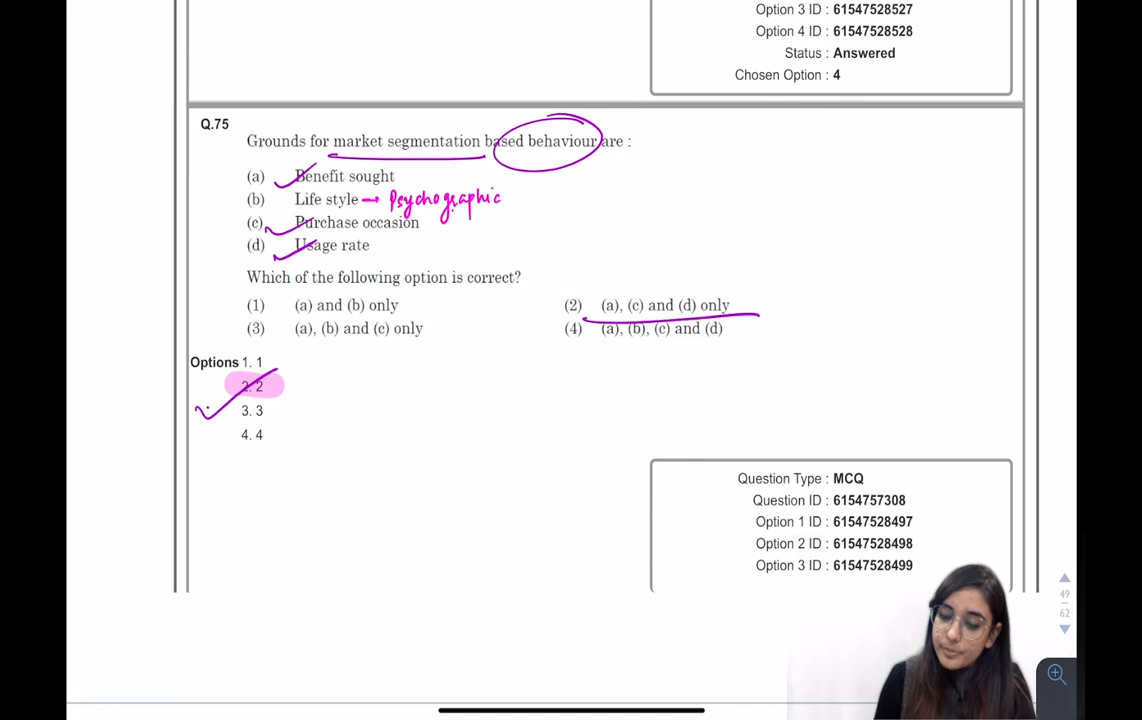 Option 3 ID : 61547528527
Option 4 ID : 61547528528
Status : Answered
Chosen Option : 4
Q.75
Grounds for market segmentation based behaviour are :
(a) Benefit sought
(b) Life style → Psychographic
(c) Purchase occasion
(d) Usage rate
Which of the following option is correct?
(1) (a) and (b) only (2) (a), (c) and (d) only
(3) (a), (b) and (c) only (4) (a), (b), (c) and (d)
Options 1. 1
2. 2
3. 3
4. 4
Question Type : MCQ
Question ID : 6154757308
Option 1 ID : 61547528497
Option 2 ID : 61547528498
Option 3 ID : 61547528499
49
62